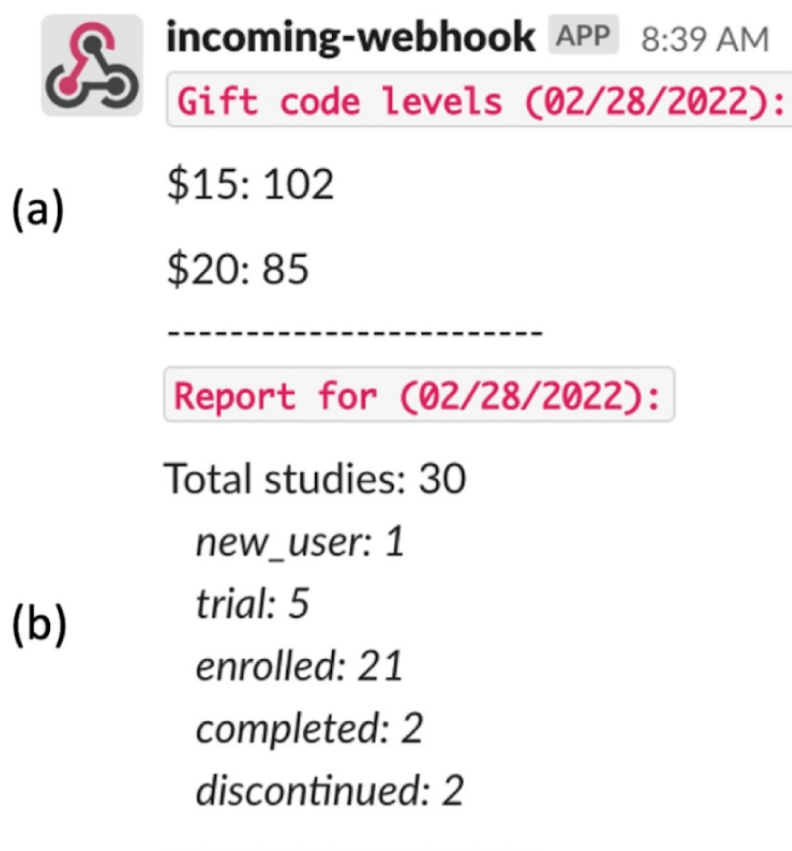 incoming-webhook APP 8:39 AM
Gift code levels (02/28/2022):
(a)
$15: 102
$20: 85
------------------------
Report for (02/28/2022):
Total studies: 30
new_user: 1
trial: 5
(b)
enrolled: 21
completed: 2
discontinued: 2